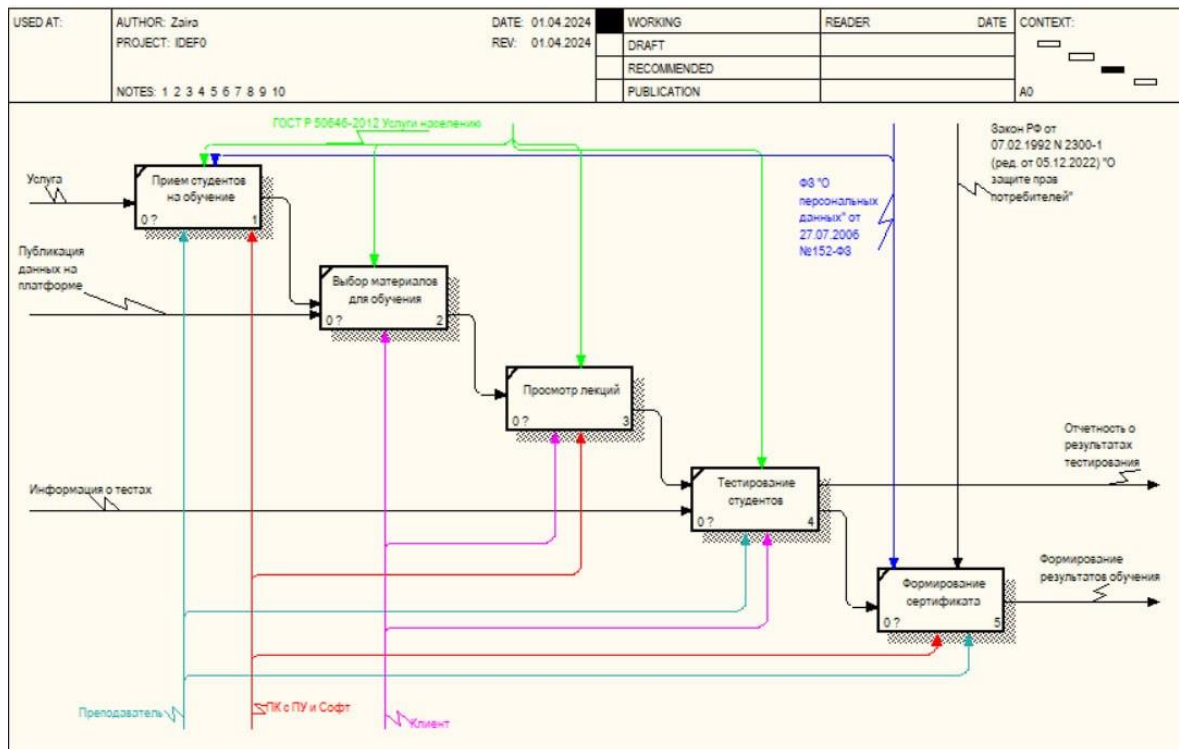 USED AT:
AUTHOR: Zaira
DATE: 01.04.2024
PROJECT: IDEF0
REV: 01.04.2024
NOTES: 1 2 3 4 5 6 7 8 9 10
WORKING
DRAFT
RECOMMENDED
PUBLICATION
READER
DATE
CONTEXT:
A0
ГОСТ Р 50646-2012 Услуги населению
Закон РФ от
07.02.1992 N 2300-1
(ред. от 05.12.2022) "О
защите прав
потребителей"
ФЗ "О
персональных
данных" от
27.07.2006
№152-ФЗ
Услуга
Прием студентов
на обучение
0 ?
1
Публикация
данных на
платформе
Выбор материалов
для обучения
0 ?
2
Просмотр лекций
0 ?
3
Информация о тестах
Тестирование
студентов
0 ?
4
Отчетность о
результатах
тестирования
Формирование
сертификата
0 ?
5
Формирование
результатов обучения
Преподаватель
ПК с ПУ и Софт
Клиент